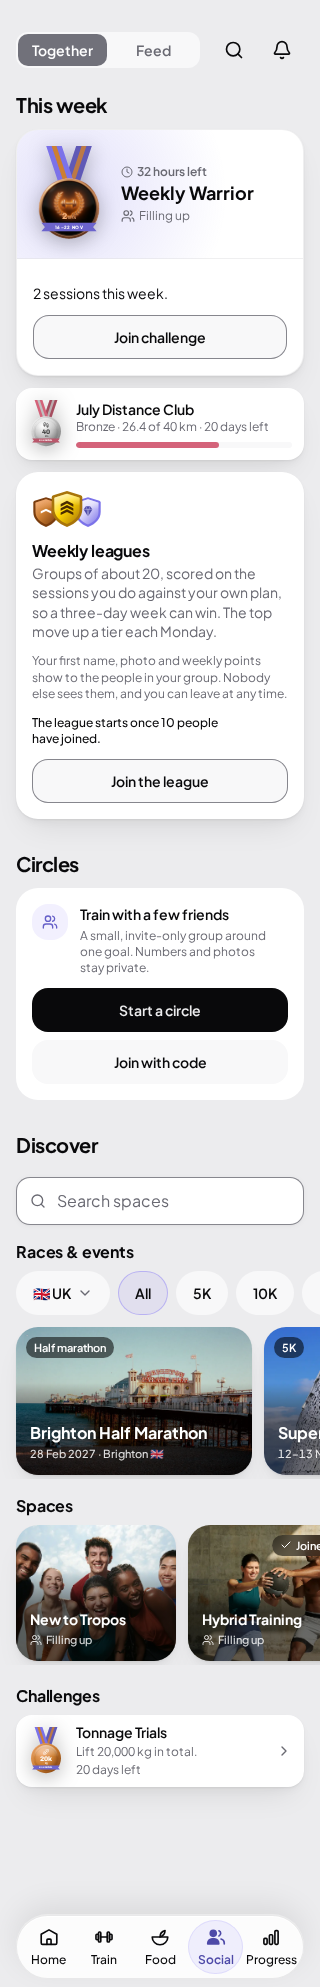 Together
Feed
This week
32 hours left
Weekly Warrior
Filling up
2 sessions this week.
Join challenge
July Distance Club
Bronze · 26.4 of 40 km · 20 days left
Weekly leagues
Groups of about 20, scored on the
sessions you do against your own plan,
so a three-day week can win. The top
move up a tier each Monday.
Your first name, photo and weekly points
show to the people in your group. Nobody
else sees them, and you can leave at any time.
The league starts once 10 people
have joined.
Join the league
Circles
Train with a few friends
A small, invite-only group around
one goal. Numbers and photos
stay private.
Start a circle
Join with code
Discover
Search spaces
Races & events
🇬🇧 UK
All
5K
10K
Half marathon
Brighton Half Marathon
28 Feb 2027 · Brighton 🇬🇧
5K
Super
12–13
Spaces
New to Tropos
Filling up
Joine
Hybrid Training
Filling up
Challenges
Tonnage Trials
Lift 20,000 kg in total.
20 days left
Home
Train
Food
Social
Progress